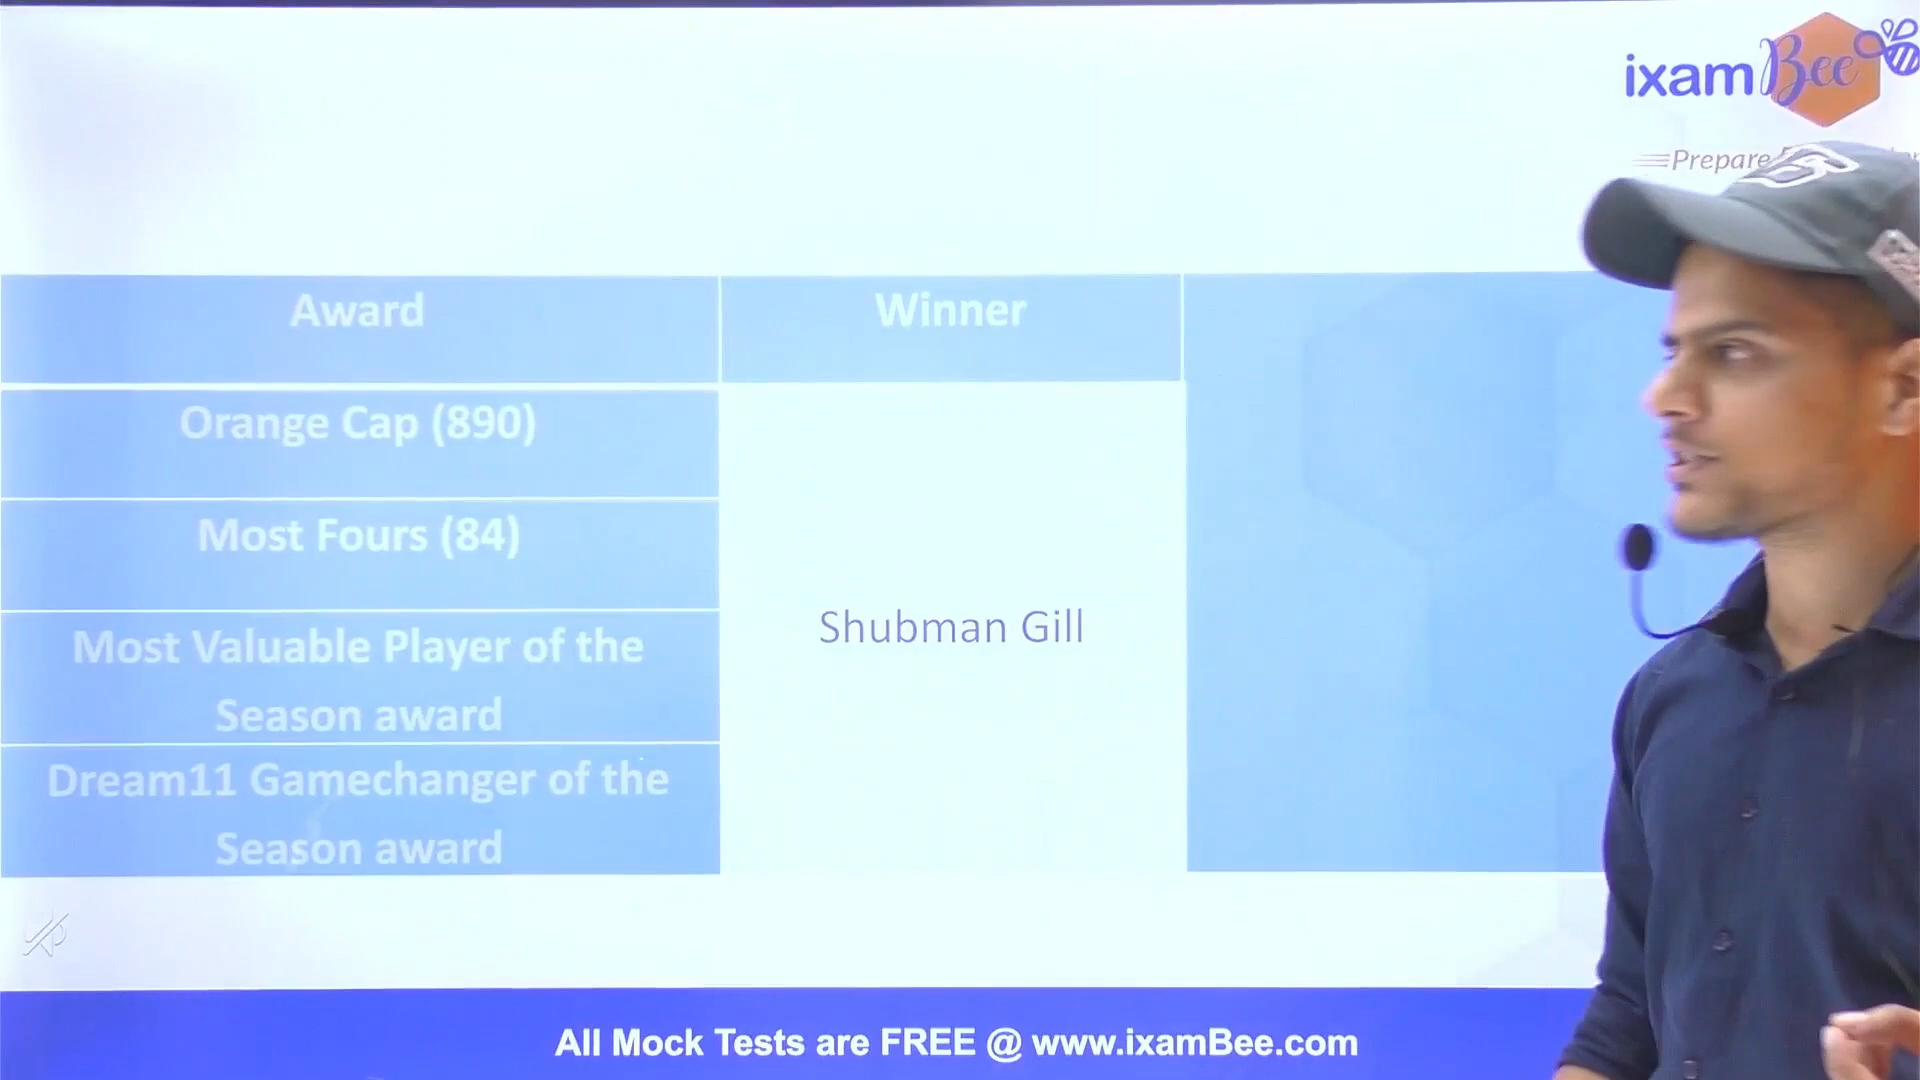 ixamBee
Prepare
Award
Winner
Orange Cap (890)
Most Fours (84)
Most Valuable Player of the
Season award
Dream11 Gamechanger of the
Season award
Shubman Gill
All Mock Tests are FREE @ www.ixamBee.com